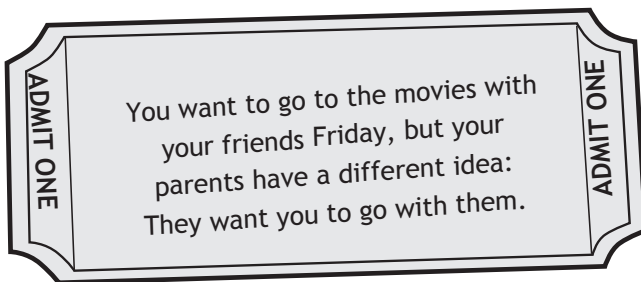 ADMIT ONE
You want to go to the movies with
your friends Friday, but your
parents have a different idea:
They want you to go with them.
ADMIT ONE